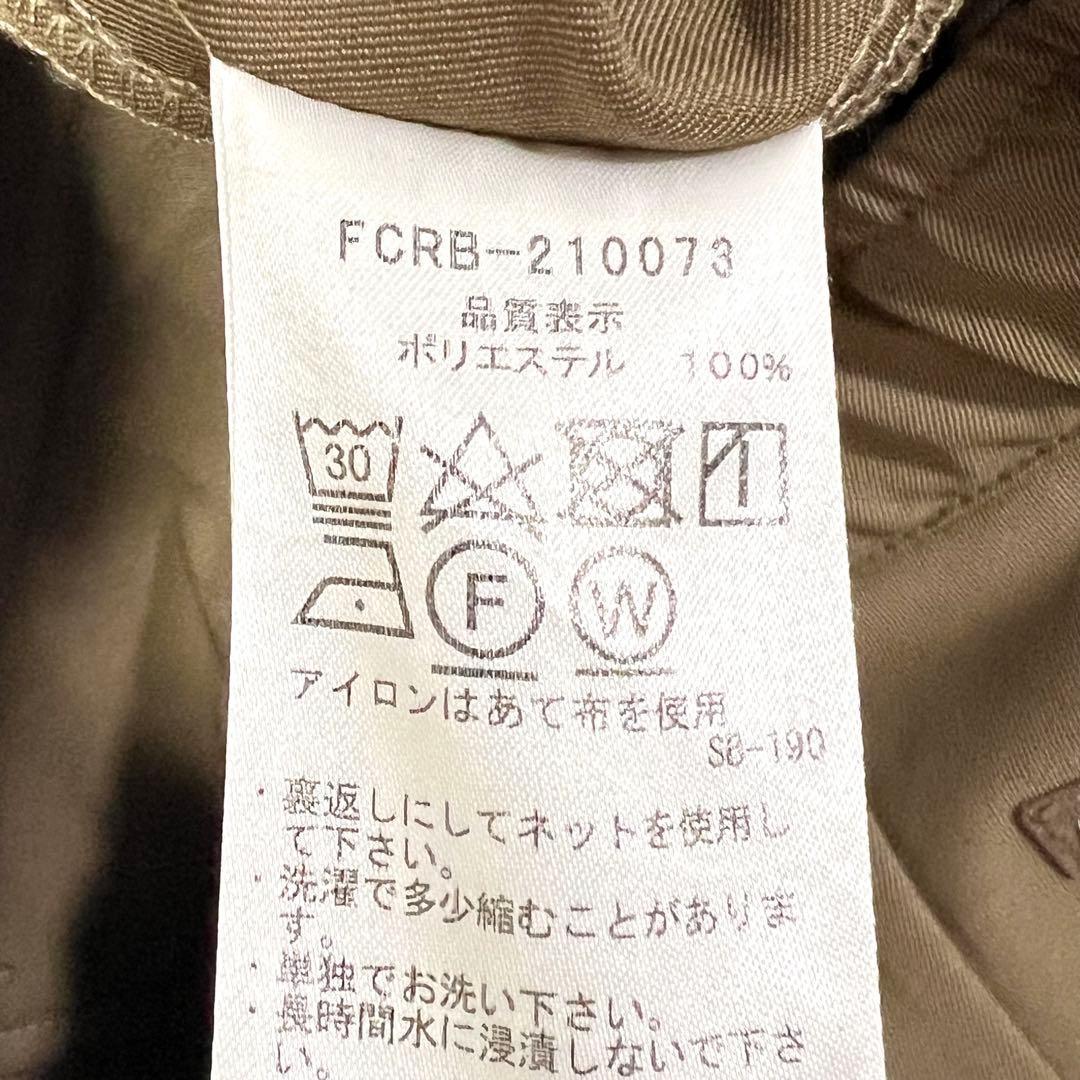 FCRB-210073
品質表示
ポリエステル 100%
30
F W
アイロンはあて布を使用
SB-190
・裏返しにしてネットを使用し
て下さい。
・洗濯で多少縮むことがありま
す。
・単独でお洗い下さい。
・長時間水に浸漬しないで下さ
い。